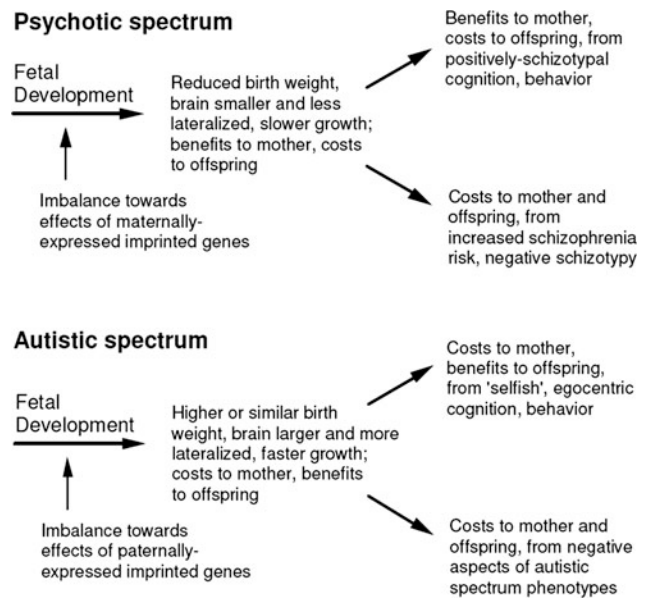 Psychotic spectrum
Fetal
Development
Imbalance towards
effects of maternally-
expressed imprinted genes
Reduced birth weight,
brain smaller and less
lateralized, slower growth;
benefits to mother, costs
to offspring
Benefits to mother,
costs to offspring, from
positively-schizotypal
cognition, behavior
Costs to mother and
offspring, from
increased schizophrenia
risk, negative schizotypy
Autistic spectrum
Fetal
Development
Imbalance towards
effects of paternally-
expressed imprinted genes
Higher or similar birth
weight, brain larger and more
lateralized, faster growth;
costs to mother, benefits
to offspring
Costs to mother,
benefits to offspring,
from 'selfish', egocentric
cognition, behavior
Costs to mother and
offspring, from negative
aspects of autistic
spectrum phenotypes